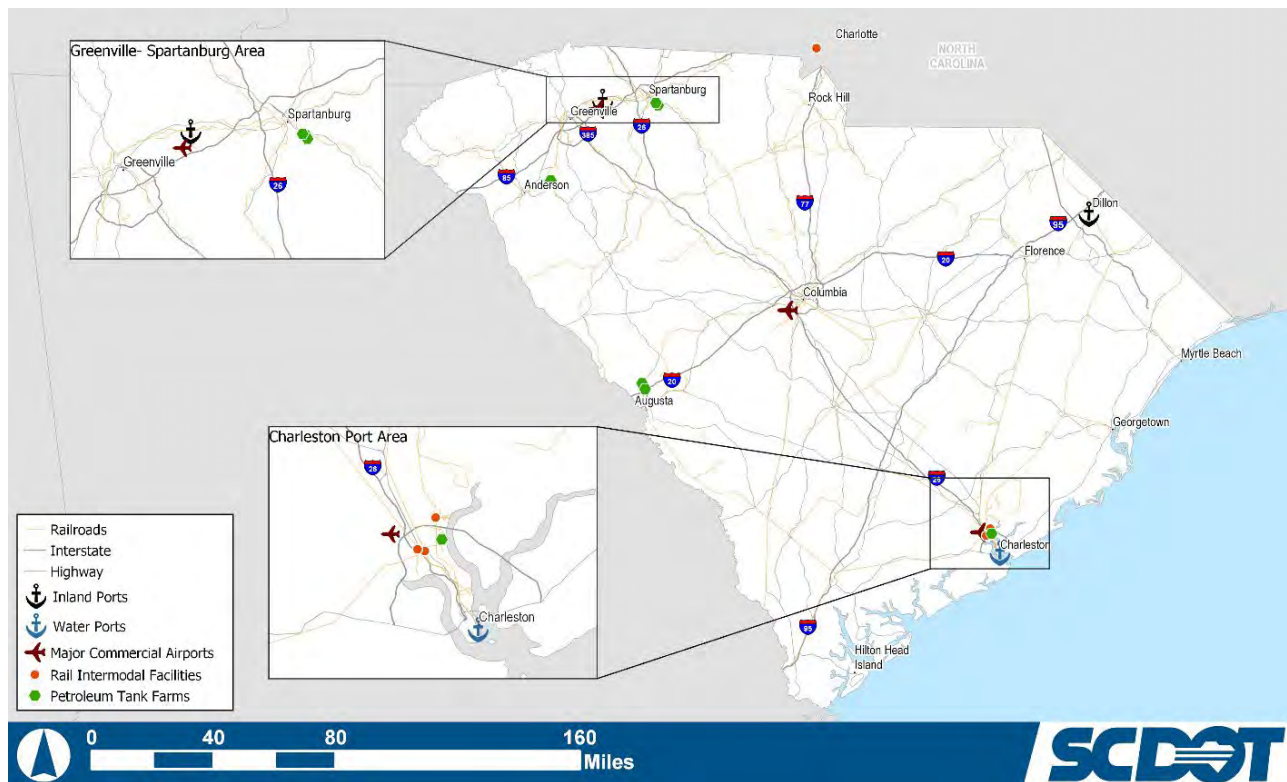 Greenville- Spartanburg Area
Spartanburg
Greenville
26
Charlotte
NORTH
CAROLINA
Rock Hill
Spartanburg
Greenville
385
26
85
Anderson
77
Dillon
95
Florence
20
Columbia
Myrtle Beach
20
Augusta
Georgetown
Charleston Port Area
26
Charleston
26
Charleston
95
Hilton Head
Island
Railroads
Interstate
Highway
Inland Ports
Water Ports
Major Commercial Airports
Rail Intermodal Facilities
Petroleum Tank Farms
0 40 80 160
Miles
SCDOT